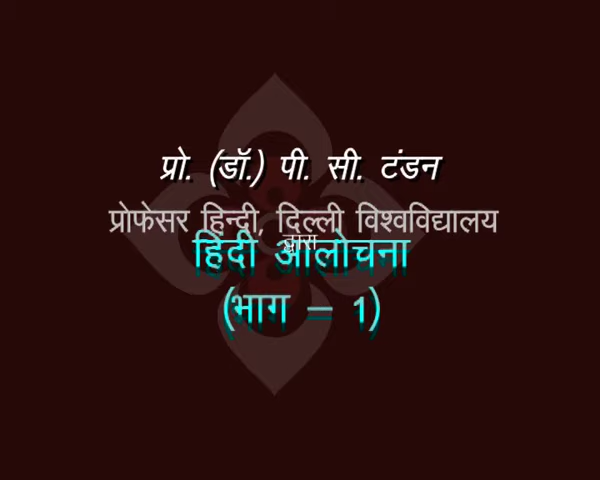 प्रो. (डॉ.) पी. सी. टंडन
प्रोफेसर हिन्दी, दिल्ली विश्वविद्यालय
द्वारा
हिंदी आलोचना
(भाग – 1)